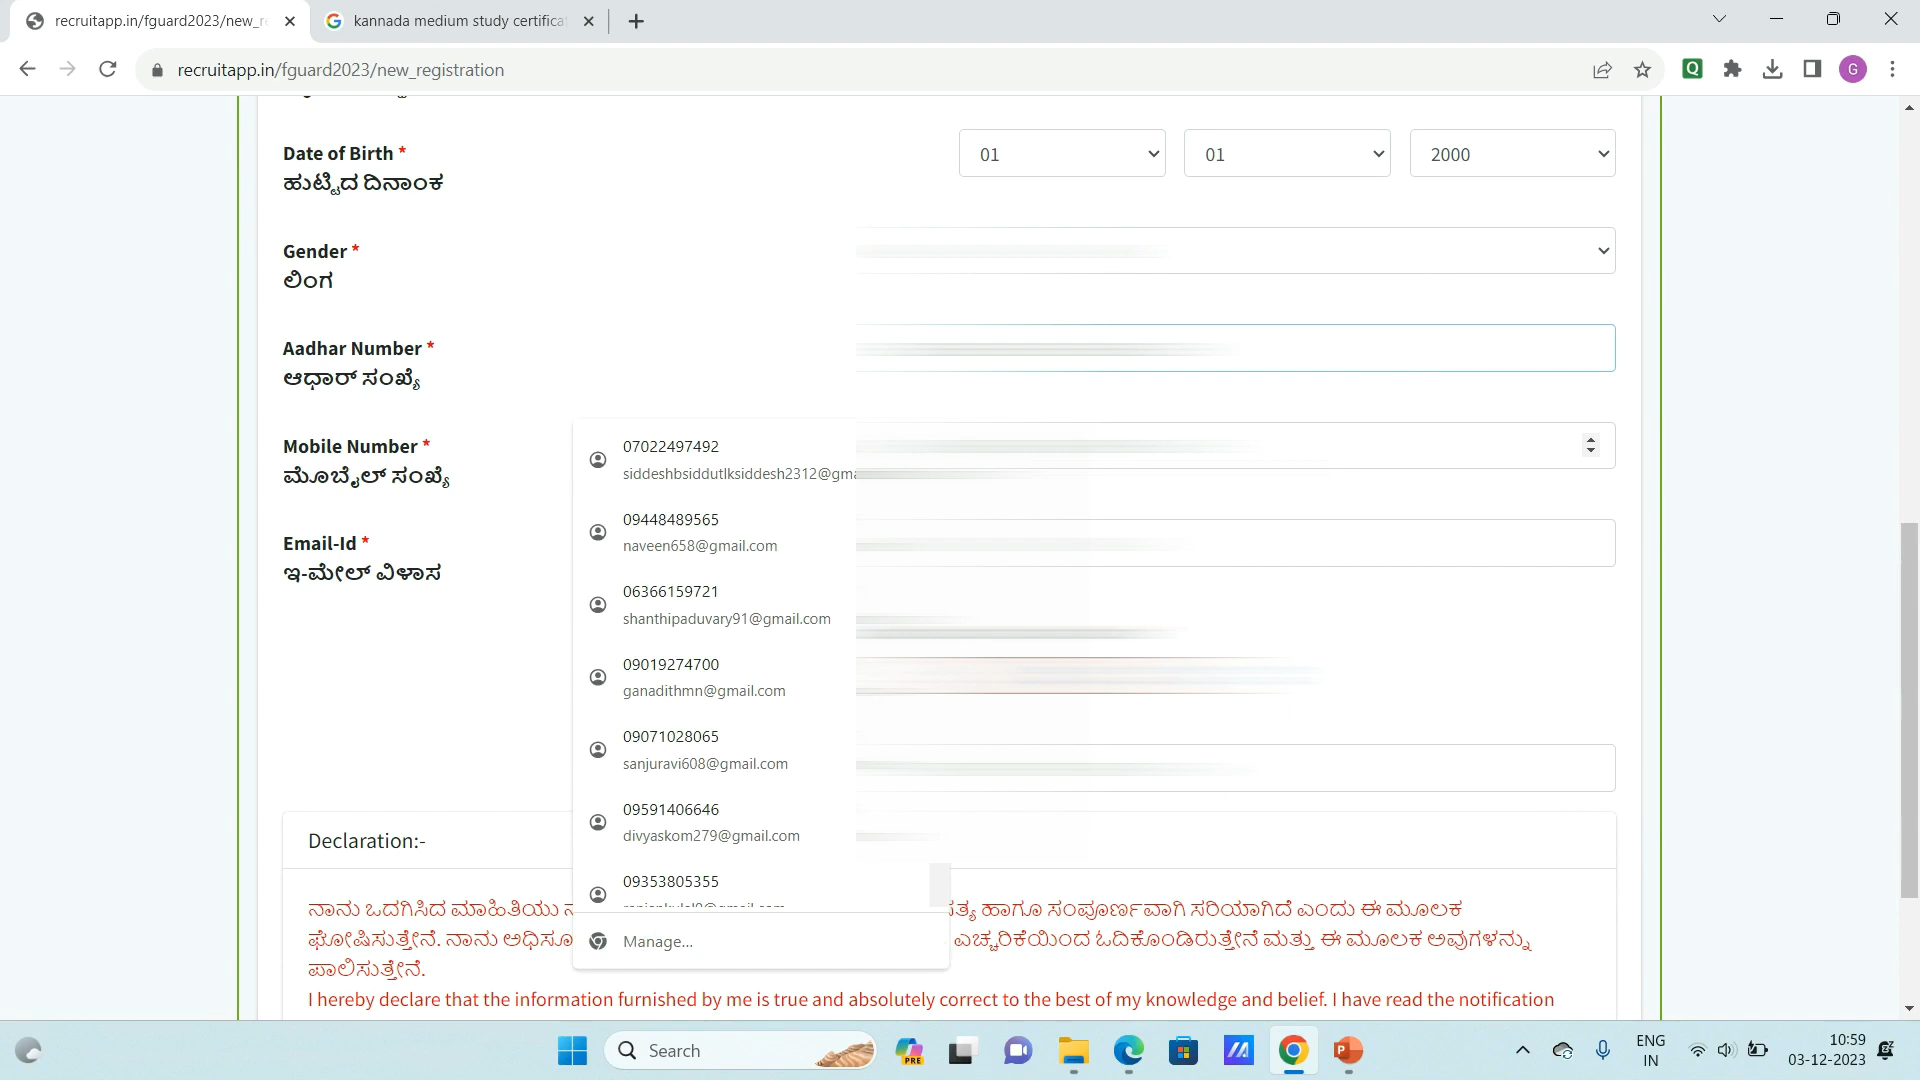 recruitapp.in/fguard2023/new_re
kannada medium study certifica
recruitapp.in/fguard2023/new_registration
G
Date of Birth *
01
01
2000
ಹುಟ್ಟಿದ ದಿನಾಂಕ
Gender *
ಲಿಂಗ
Aadhar Number *
ಆಧಾರ್ ಸಂಖ್ಯೆ
Mobile Number *
ಮೊಬೈಲ್ ಸಂಖ್ಯೆ
Email-Id *
ಇ-ಮೇಲ್ ವಿಳಾಸ
07022497492
siddeshbsiddutlksiddesh2312@gma
09448489565
naveen658@gmail.com
06366159721
shanthipaduvary91@gmail.com
09019274700
ganadithmn@gmail.com
09071028065
sanjuravi608@gmail.com
09591406646
divyaskom279@gmail.com
09353805355
Manage...
Declaration:-
ನಾನು ಒದಗಿಸಿದ ಮಾಹಿತಿಯು ಸತ್ಯ ಹಾಗೂ ಸಂಪೂರ್ಣವಾಗಿ ಸರಿಯಾಗಿದೆ ಎಂದು ಈ ಮೂಲಕ
ಘೋಷಿಸುತ್ತೇನೆ. ನಾನು ಅಧಿಸೂ ಎಚ್ಚರಿಕೆಯಿಂದ ಓದಿಕೊಂಡಿರುತ್ತೇನೆ ಮತ್ತು ಈ ಮೂಲಕ ಅವುಗಳನ್ನು
ಪಾಲಿಸುತ್ತೇನೆ.
I hereby declare that the information furnished by me is true and absolutely correct to the best of my knowledge and belief. I have read the notification
Search
PRE
ENG
IN
10:59
03-12-2023